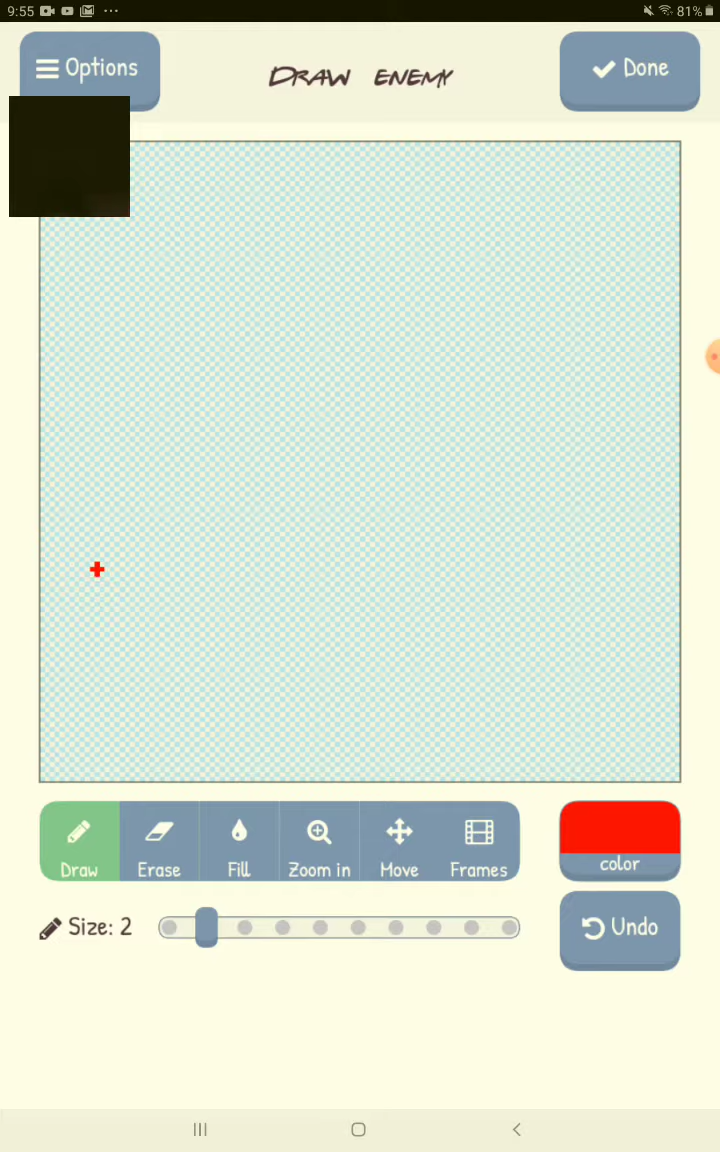 9:55
81%
Options
DRAW ENEMY
Done
Draw
Erase
Fill
Zoom in
Move
Frames
color
Size: 2
Undo